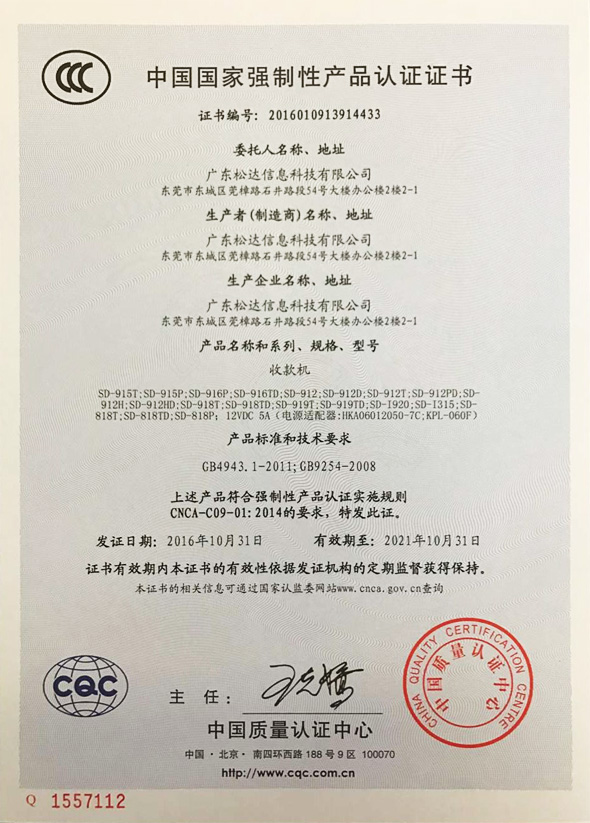 CCC
中国国家强制性产品认证证书
证书编号: 2016010913914433
委托人名称、地址
广东松达信息科技有限公司
东莞市东城区莞樟路石井路段54号大楼办公楼2楼2-1
生产者(制造商)名称、地址
广东松达信息科技有限公司
东莞市东城区莞樟路石井路段54号大楼办公楼2楼2-1
生产企业名称、地址
广东松达信息科技有限公司
东莞市东城区莞樟路石井路段54号大楼办公楼2楼2-1
产品名称和系列、规格、型号
收款机
SD-915T;SD-915P;SD-916P;SD-916TD;SD-912;SD-912D;SD-912T;SD-912PD;SD-
912H;SD-912HD;SD-918T;SD-918TD;SD-919T;SD-919TD;SD-I920;SD-I315;SD-
818T;SD-818TD;SD-818P; 12VDC 5A (电源适配器:HKA06012050-7C;KPL-060F)
产品标准和技术要求
GB4943.1-2011;GB9254-2008
上述产品符合强制性产品认证实施规则
CNCA-C09-01:2014的要求，特发此证。
发证日期: 2016年10月31日 有效期至: 2021年10月31日
证书有效期内本证书的有效性依据发证机构的定期监督获得保持。
本证书的相关信息可通过国家认监委网站www.cnca.gov.cn查询
CQC
主 任:
CHINA QUALITY CERTIFICATION CENTRE
中国质量认证中心
中国质量认证中心
中国·北京·南四环西路 188 号 9 区 100070
http://www.cqc.com.cn
Q 1557112